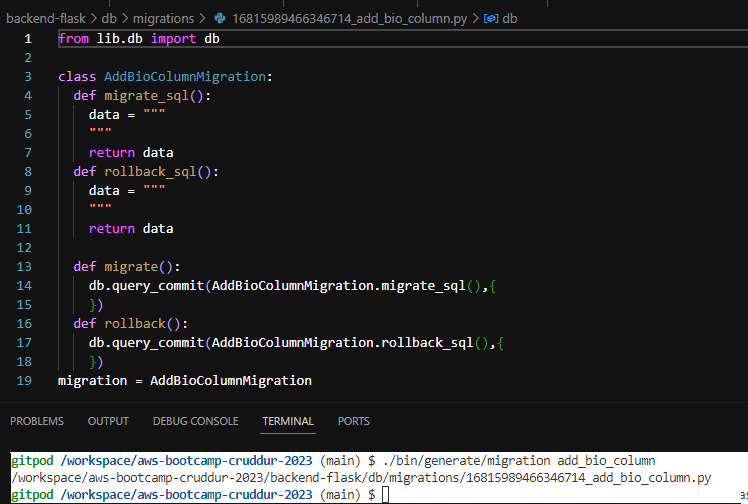 backend-flask > db > migrations > 16815989466346714_add_bio_column.py > db
1 from lib.db import db
2
3 class AddBioColumnMigration:
4 def migrate_sql():
5 data = """
6 """
7 return data
8 def rollback_sql():
9 data = """
10 """
11 return data
12
13 def migrate():
14 db.query_commit(AddBioColumnMigration.migrate_sql(),{
15 })
16 def rollback():
17 db.query_commit(AddBioColumnMigration.rollback_sql(),{
18 })
19 migration = AddBioColumnMigration
PROBLEMS OUTPUT DEBUG CONSOLE TERMINAL PORTS
gitpod /workspace/aws-bootcamp-cruddur-2023 (main) $ ./bin/generate/migration add_bio_column
/workspace/aws-bootcamp-cruddur-2023/backend-flask/db/migrations/16815989466346714_add_bio_column.py
gitpod /workspace/aws-bootcamp-cruddur-2023 (main) $